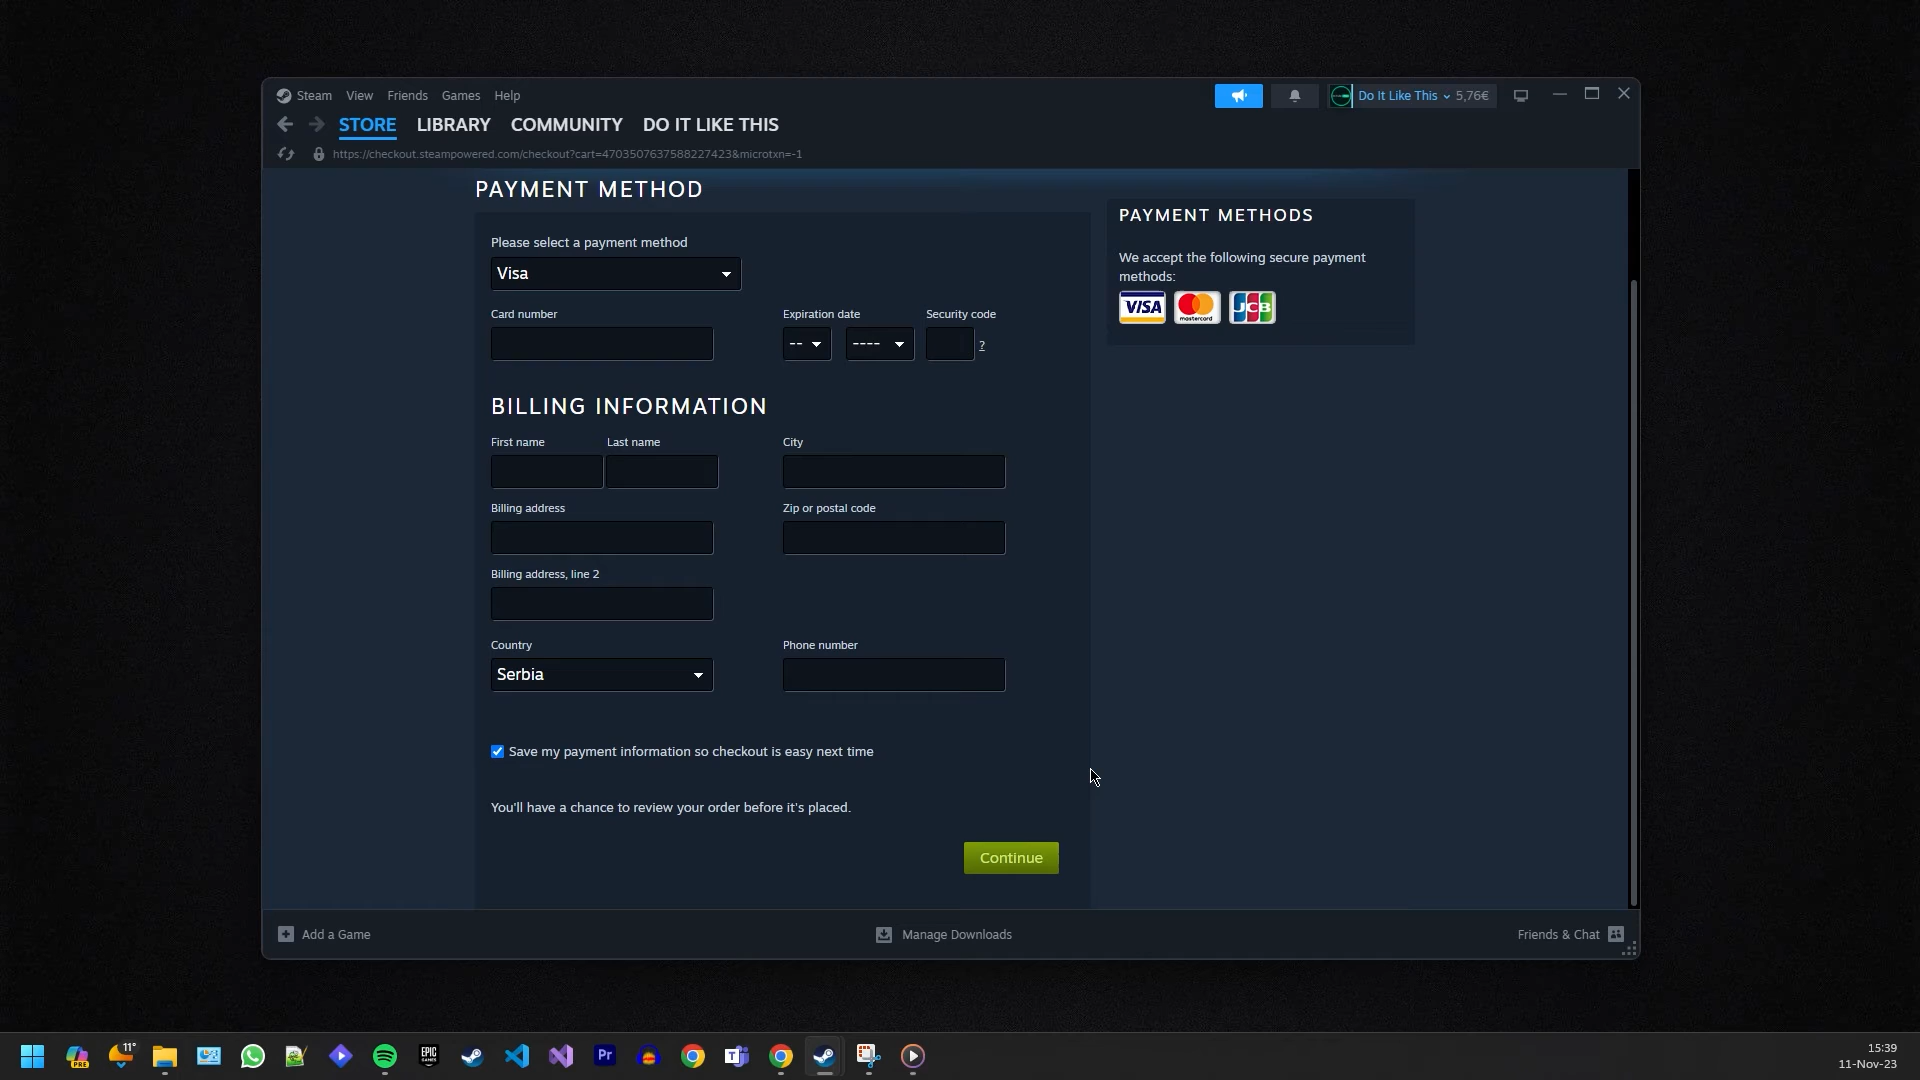 Steam View Friends Games Help
Do It Like This 5,76€
STORE LIBRARY COMMUNITY DO IT LIKE THIS
https://checkout.steampowered.com/checkout?cart=4703507637588227423&microtxn=-1
PAYMENT METHOD
Please select a payment method
Visa
Card number
Expiration date
Security code
--
----
?
BILLING INFORMATION
First name
Last name
City
Billing address
Zip or postal code
Billing address, line 2
Country
Phone number
Serbia
Save my payment information so checkout is easy next time
You'll have a chance to review your order before it's placed.
Continue
PAYMENT METHODS
We accept the following secure payment
methods:
VISA
mastercard
JCB
Add a Game
Manage Downloads
Friends & Chat
PRE
11°
EPIC
GAMES
Pr
T
15:39
11-Nov-23